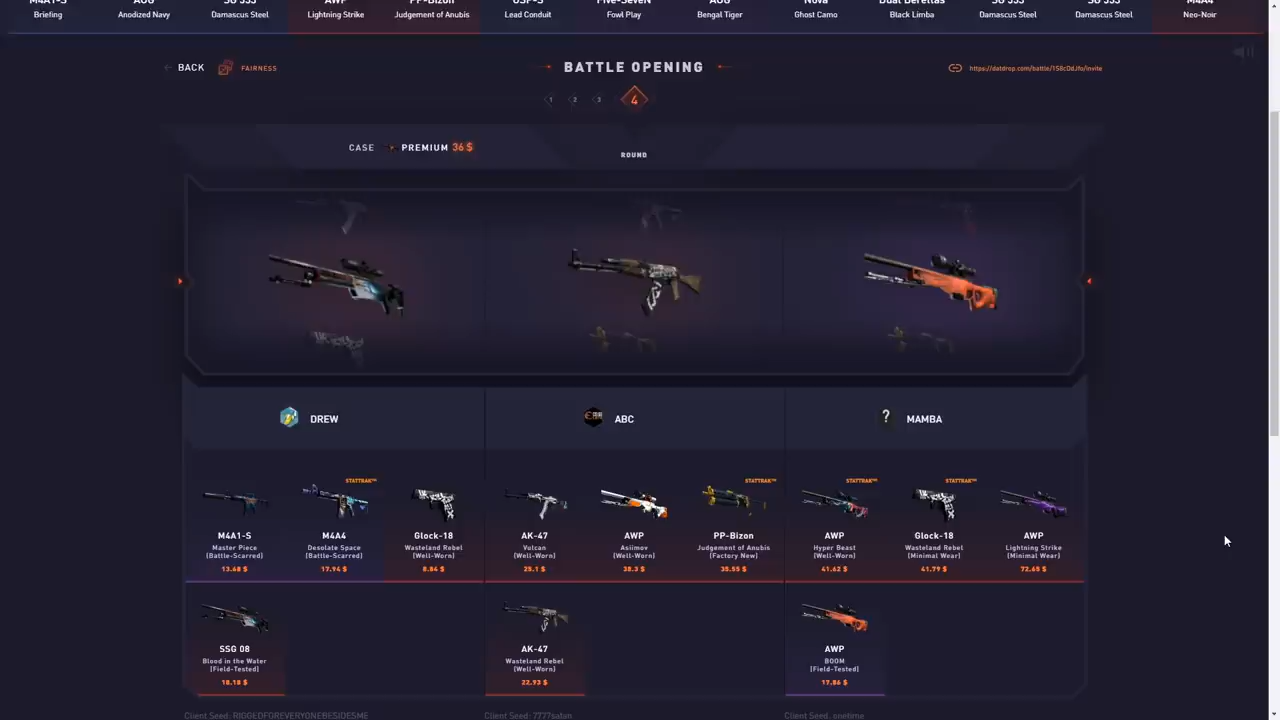 M4A1-S AUG SG 553 AWP PP-Bizon USP-S Five-SeveN AUG Nova Dual Berettas SG 553 SG 553 M4A4
Briefing Anodized Navy Damascus Steel Lightning Strike Judgement of Anubis Lead Conduit Fowl Play Bengal Tiger Ghost Camo Black Limba Damascus Steel Damascus Steel Neo-Noir
BACK FAIRNESS BATTLE OPENING
1 2 3 4
CASE PREMIUM 36 $
ROUND
DREW ABC ? MAMBA
STATTRAK™ STATTRAK™ STATTRAK™ STATTRAK™
M4A1-S M4A4 Glock-18 AK-47 AWP PP-Bizon AWP Glock-18 AWP
Master Piece Desolate Space Wasteland Rebel Vulcan Asiimov Judgement of Anubis Hyper Beast Wasteland Rebel Lightning Strike
(Battle-Scarred) (Battle-Scarred) (Well-Worn) (Well-Worn) (Well-Worn) (Factory New) (Well-Worn) (Minimal Wear) (Minimal Wear)
13.48 $ 17.94 $ 8.84 $ 25.1 $ 38.3 $ 35.55 $ 41.62 $ 41.79 $ 72.65 $
SSG 08 AK-47 AWP
Blood in the Water Wasteland Rebel BOOM
(Field-Tested) (Well-Worn) (Field-Tested)
18.18 $ 22.93 $ 17.56 $
Client Seed: RIGGEDFOREVERYONEBESIDESME Client Seed: Client Seed: onetime